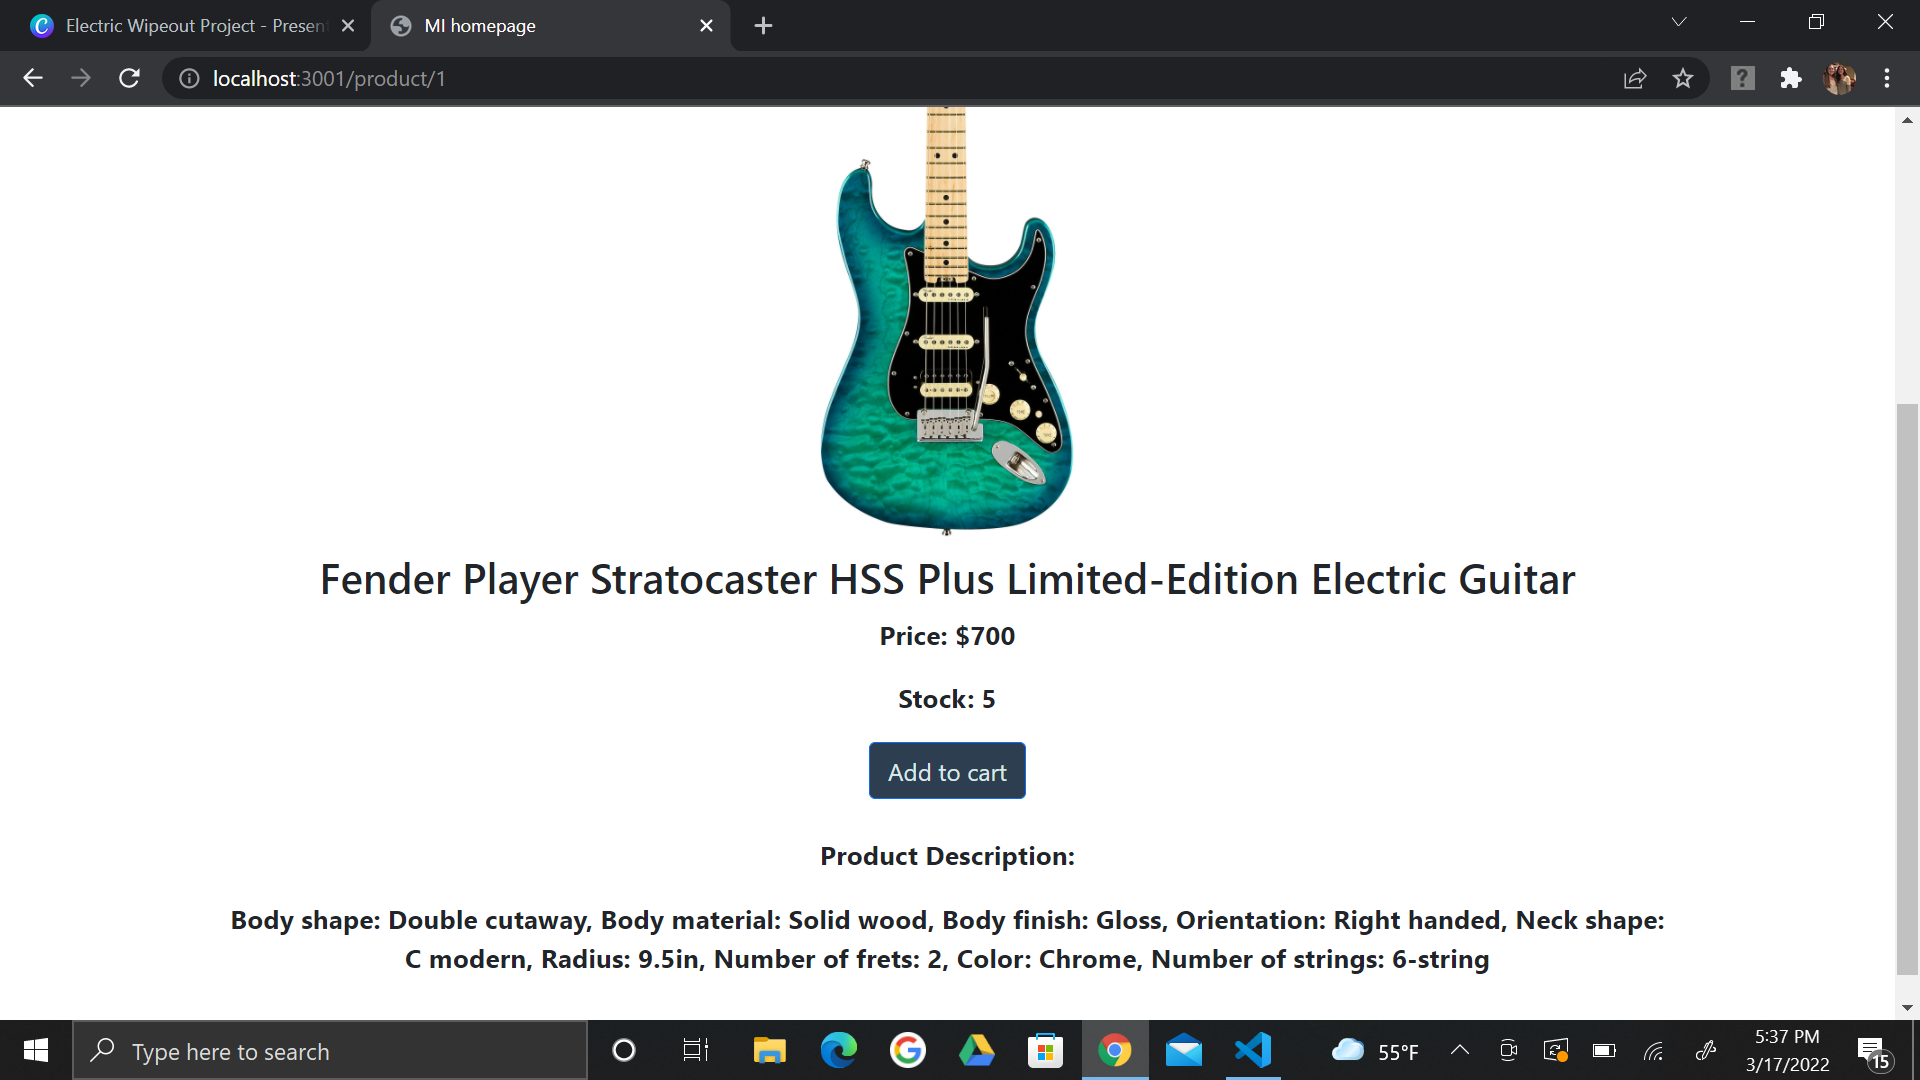 Electric Wipeout Project - Presen
MI homepage
localhost:3001/product/1
Fender Player Stratocaster HSS Plus Limited-Edition Electric Guitar
Price: $700
Stock: 5
Add to cart
Product Description:
Body shape: Double cutaway, Body material: Solid wood, Body finish: Gloss, Orientation: Right handed, Neck shape:
C modern, Radius: 9.5in, Number of frets: 2, Color: Chrome, Number of strings: 6-string
Type here to search
55°F
5:37 PM
3/17/2022
15